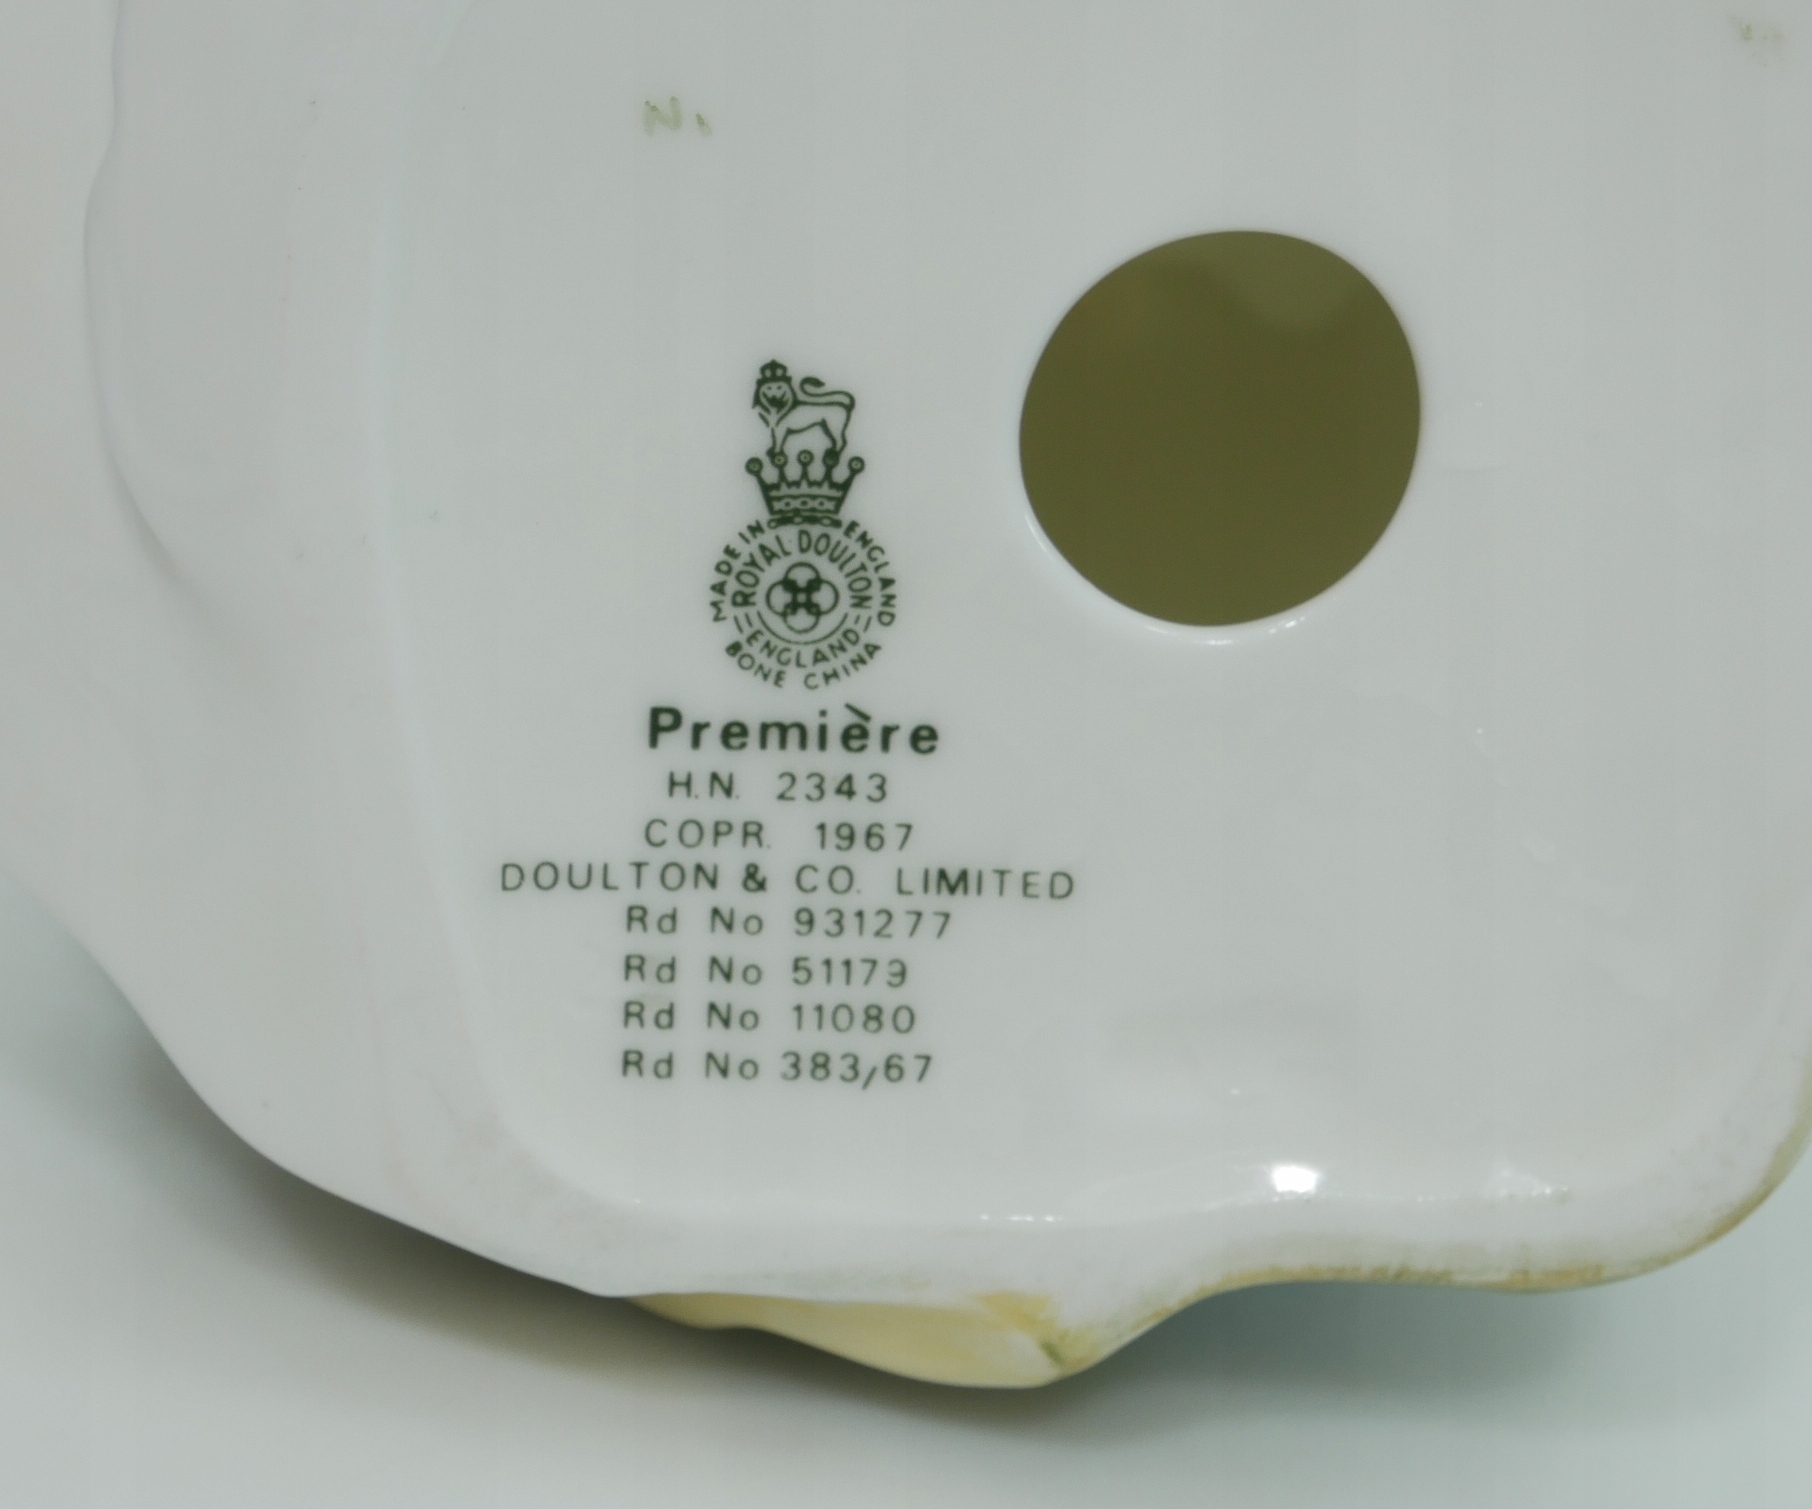 N.
MADE IN ENGLAND
ROYAL DOULTON
ENGLAND
BONE CHINA
Première
H.N. 2343
COPR. 1967
DOULTON & CO. LIMITED
Rd No 931277
Rd No 51179
Rd No 11080
Rd No 383/67